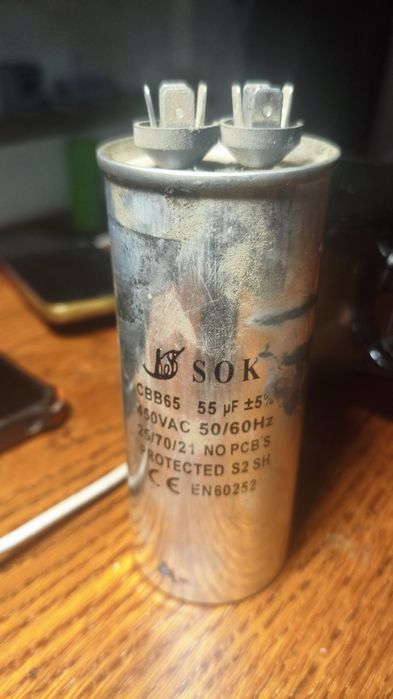 SOK
CBB65 55 µF ±5%
450VAC 50/60Hz
25/70/21 NO PCB'S
PROTECTED S2 SH
CE EN60252